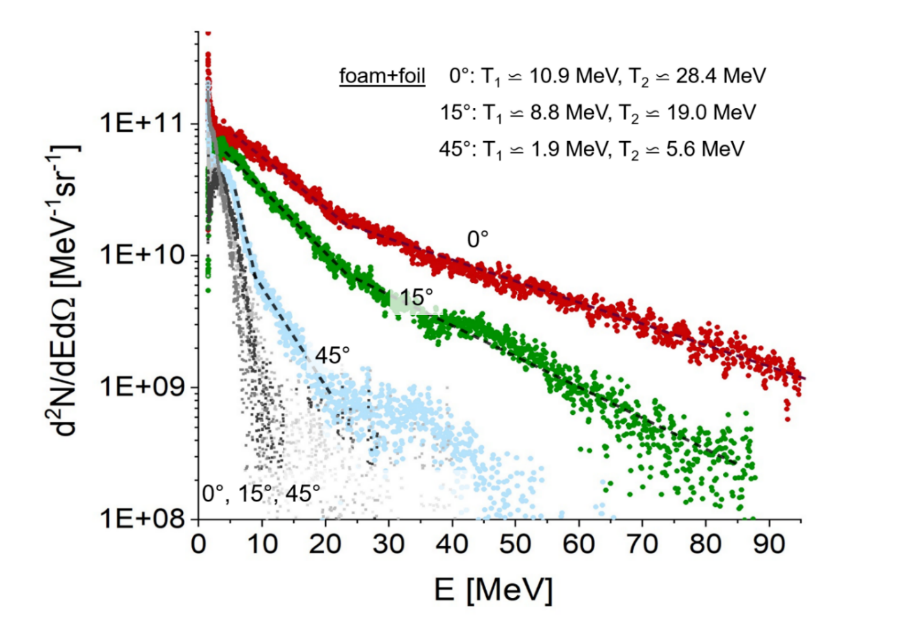 foam+foil 0°: T₁ ≃ 10.9 MeV, T₂ ≃ 28.4 MeV
15°: T₁ ≃ 8.8 MeV, T₂ ≃ 19.0 MeV
45°: T₁ ≃ 1.9 MeV, T₂ ≃ 5.6 MeV
d²N/dEdΩ [MeV⁻¹sr⁻¹]
1E+11
1E+10
1E+09
1E+08
0°
15°
45°
0°, 15°, 45°
0 10 20 30 40 50 60 70 80 90
E [MeV]